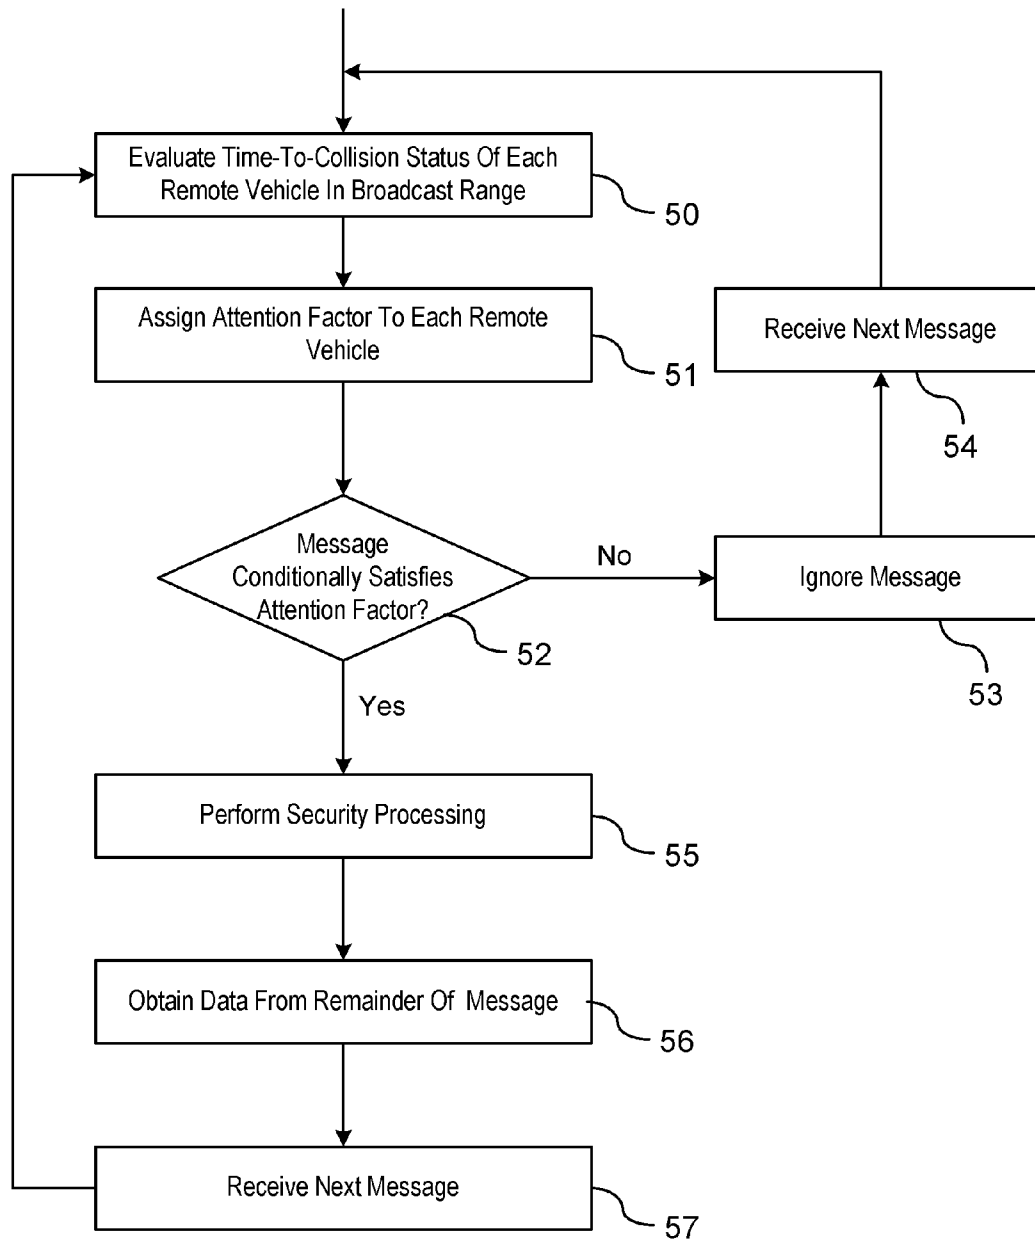 Evaluate Time-To-Collision Status Of Each
Remote Vehicle In Broadcast Range
50
Assign Attention Factor To Each Remote
Vehicle
51
Receive Next Message
54
Message
Conditionally Satisfies
Attention Factor?
52
No
Ignore Message
53
Yes
Perform Security Processing
55
Obtain Data From Remainder Of Message
56
Receive Next Message
57